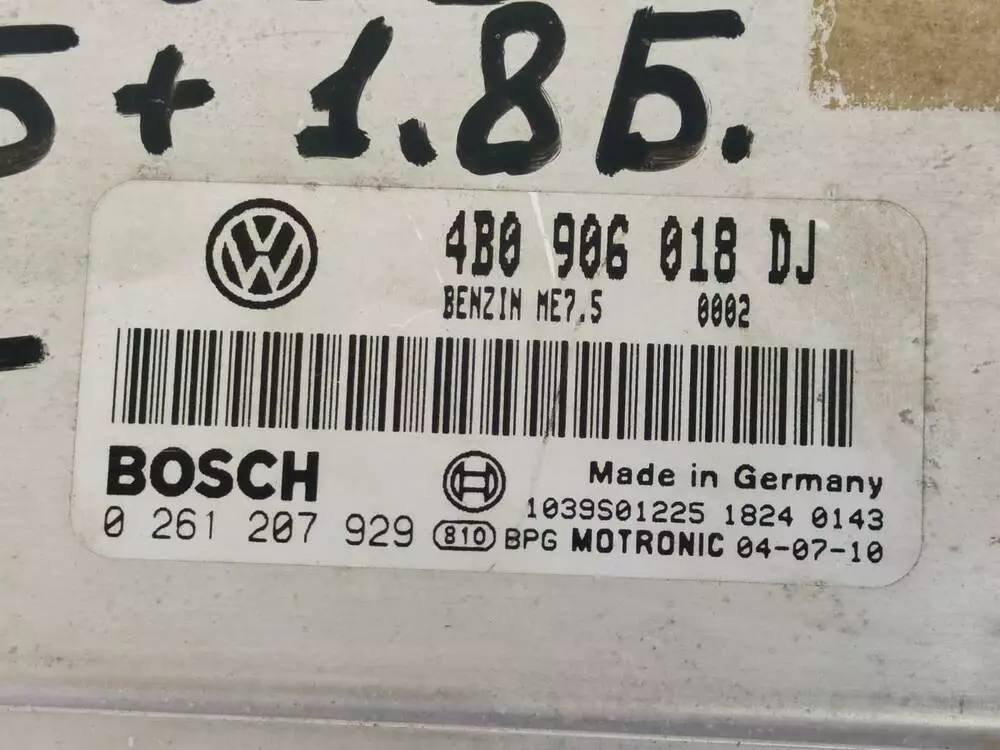 Б + 1.8Б.
4B0 906 018 DJ
BENZIN ME7.5 0002
BOSCH
Made in Germany
1039S01225 1824 0143
0 261 207 929 810 BPG MOTRONIC 04-07-10